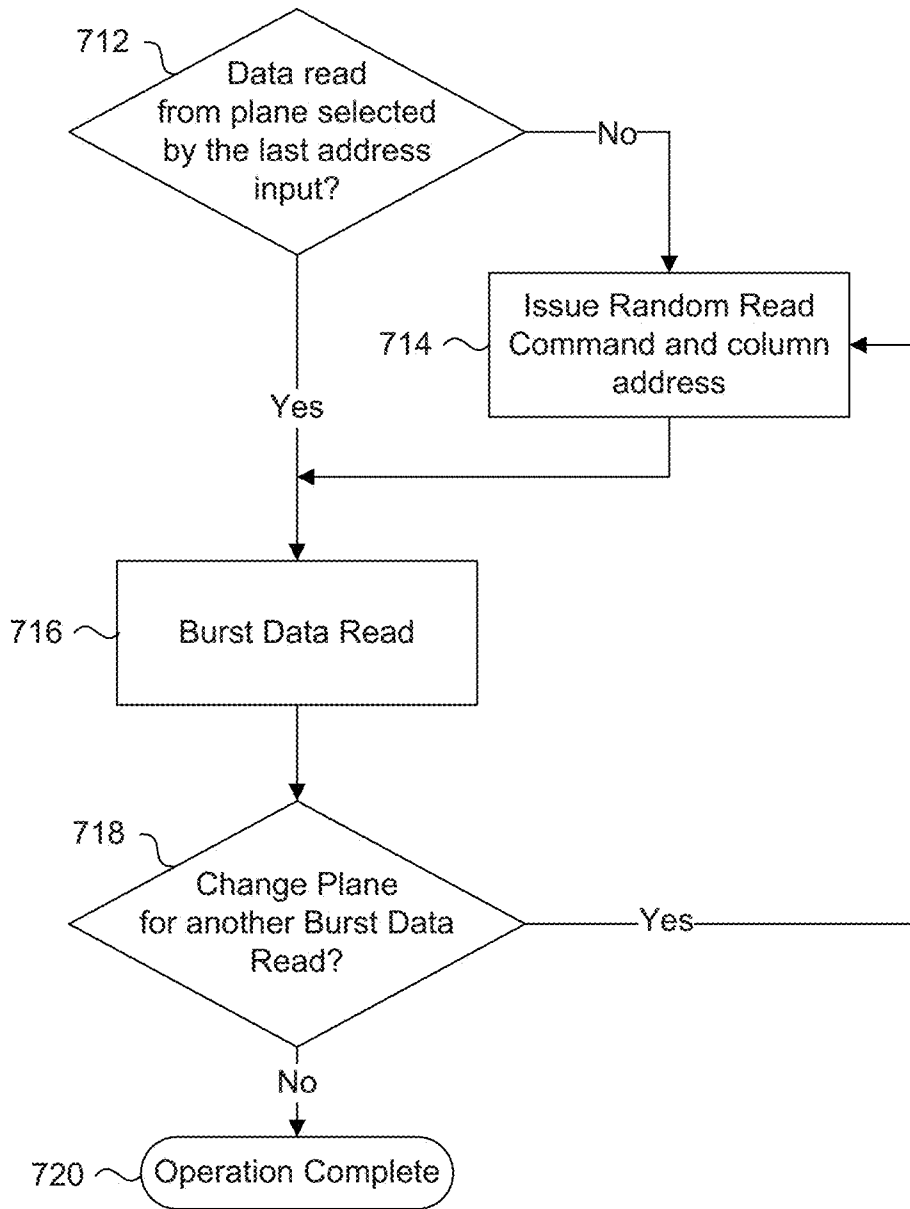 712
Data read
from plane selected
by the last address
input?
No
714
Issue Random Read
Command and column
address
Yes
716
Burst Data Read
718
Change Plane
for another Burst Data
Read?
Yes
No
720
Operation Complete